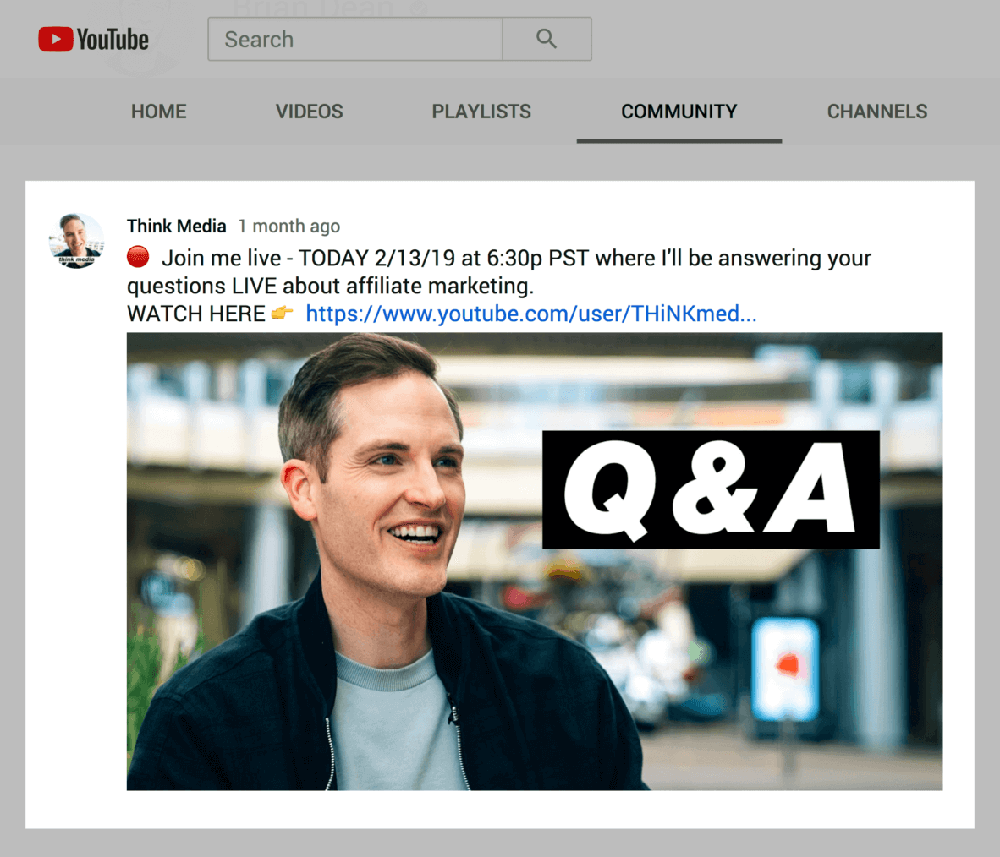 Brian Dean
YouTube
Search
HOME
VIDEOS
PLAYLISTS
COMMUNITY
CHANNELS
Think Media 1 month ago
🔴 Join me live - TODAY 2/13/19 at 6:30p PST where I'll be answering your
questions LIVE about affiliate marketing.
WATCH HERE 👉 https://www.youtube.com/user/THiNKmed...
think media
Q&A